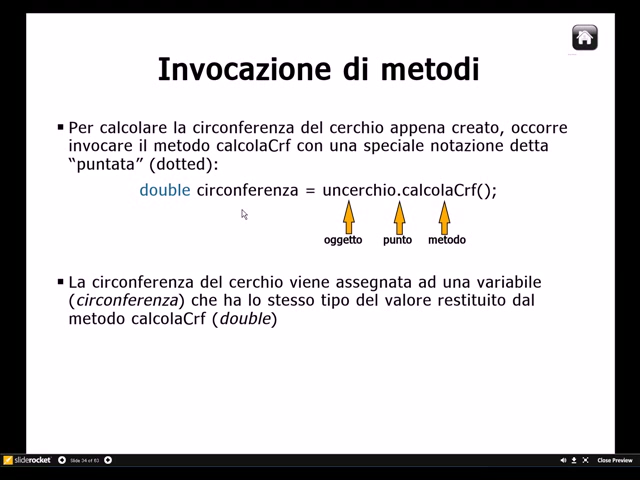 Invocazione di metodi
▪ Per calcolare la circonferenza del cerchio appena creato, occorre
invocare il metodo calcolaCrf con una speciale notazione detta
“puntata” (dotted):
double circonferenza = uncerchio.calcolaCrf();
oggetto punto metodo
▪ La circonferenza del cerchio viene assegnata ad una variabile
(circonferenza) che ha lo stesso tipo del valore restituito dal
metodo calcolaCrf (double)
sliderocket Slide 34 of 61 Close Preview